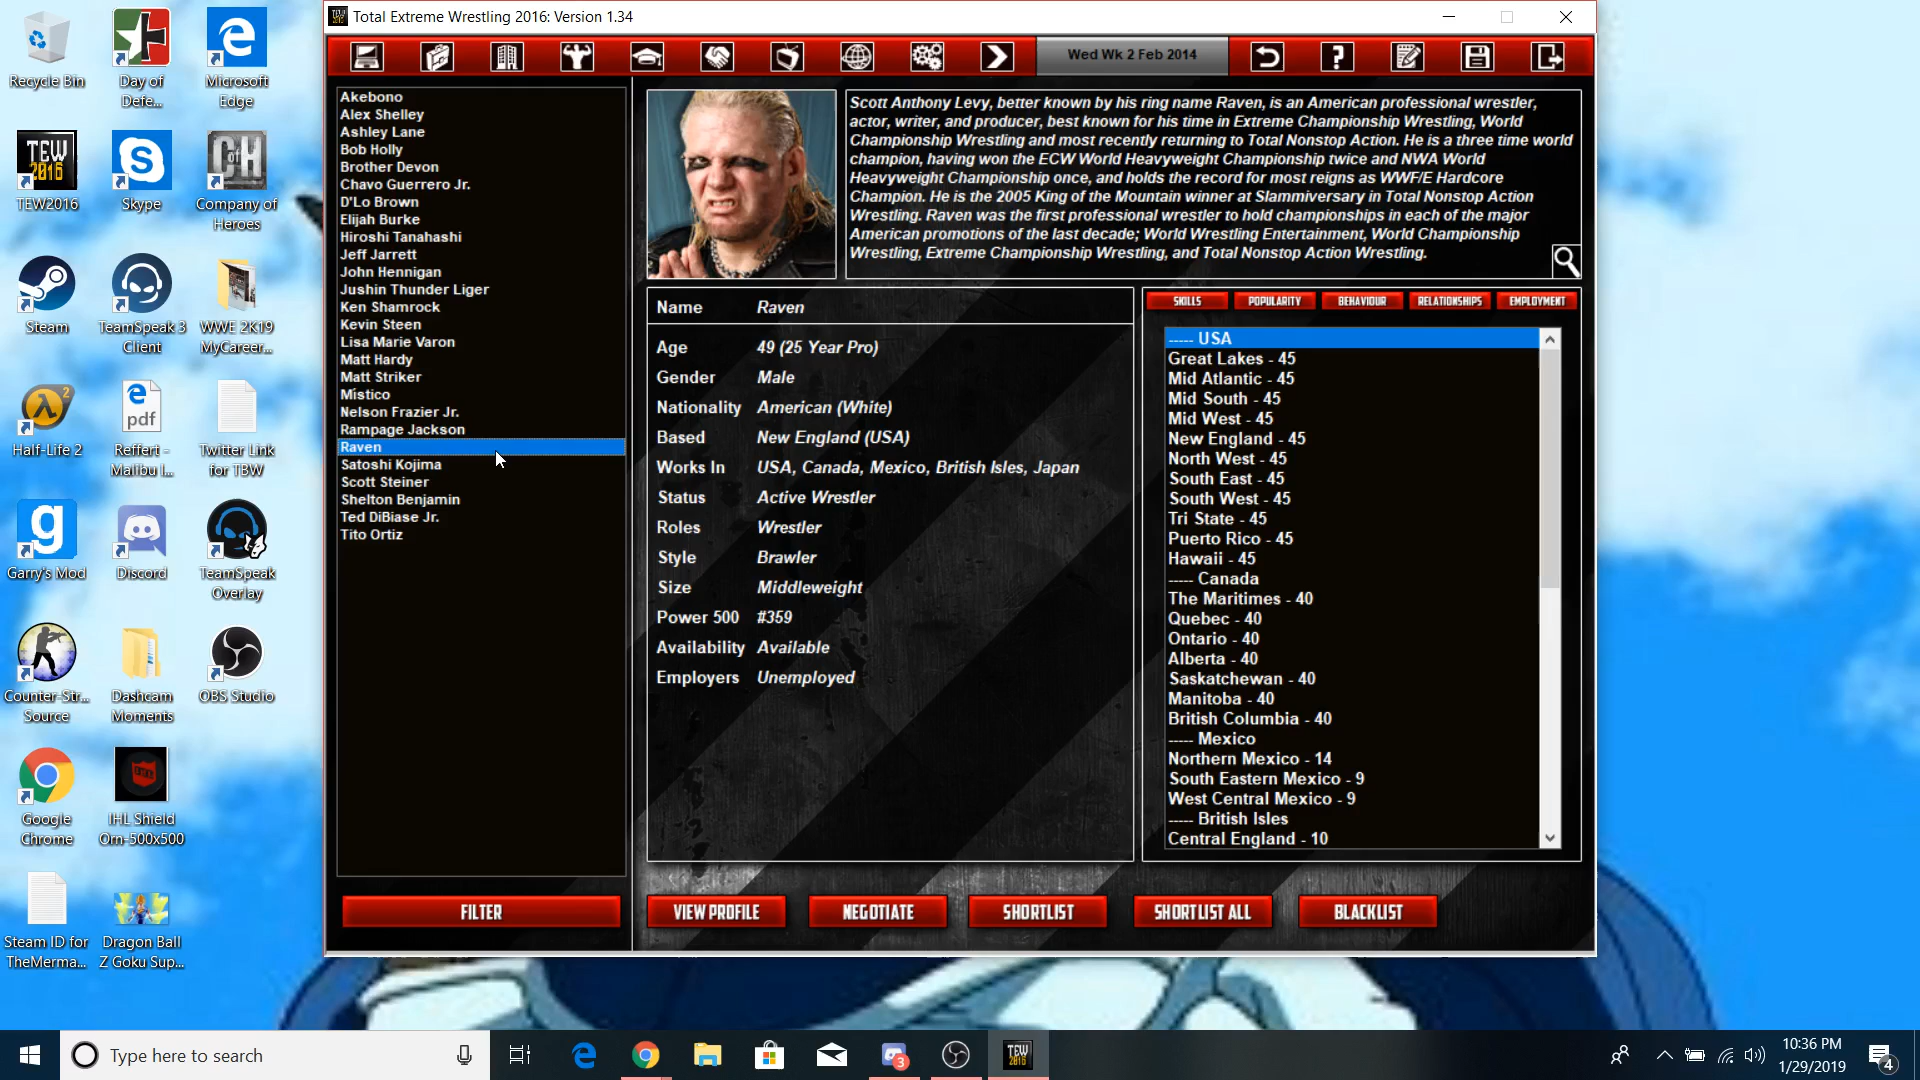 Recycle Bin
Day of
Defe...
Microsoft
Edge
TEW
2016
TEW2016
Skype
Company of
Heroes
Steam
TeamSpeak 3
Client
WWE 2K19
MyCareer...
Half-Life 2
pdf
Reffert -
Malibu I...
Twitter Link
for TBW
Garry's Mod
Discord
TeamSpeak
Overlay
Counter-Str...
Source
Dashcam
Moments
OBS Studio
Google
Chrome
IHL Shield
Orn-500x500
Steam ID for
TheMerma...
Dragon Ball
Z Goku Sup...
Total Extreme Wrestling 2016: Version 1.34
Wed Wk 2 Feb 2014
Akebono
Alex Shelley
Ashley Lane
Bob Holly
Brother Devon
Chavo Guerrero Jr.
D'Lo Brown
Elijah Burke
Hiroshi Tanahashi
Jeff Jarrett
John Hennigan
Jushin Thunder Liger
Ken Shamrock
Kevin Steen
Lisa Marie Varon
Matt Hardy
Matt Striker
Místico
Nelson Frazier Jr.
Rampage Jackson
Raven
Satoshi Kojima
Scott Steiner
Shelton Benjamin
Ted DiBiase Jr.
Tito Ortiz
FILTER
Scott Anthony Levy, better known by his ring name Raven, is an American professional wrestler,
actor, writer, and producer, best known for his time in Extreme Championship Wrestling, World
Championship Wrestling and most recently returning to Total Nonstop Action. He is a three time world
champion, having won the ECW World Heavyweight Championship twice and NWA World
Heavyweight Championship once, and holds the record for most reigns as WWF/E Hardcore
Champion. He is the 2005 King of the Mountain winner at Slammiversary in Total Nonstop Action
Wrestling. Raven was the first professional wrestler to hold championships in each of the major
American promotions of the last decade; World Wrestling Entertainment, World Championship
Wrestling, Extreme Championship Wrestling, and Total Nonstop Action Wrestling.
Name Raven
Age 49 (25 Year Pro)
Gender Male
Nationality American (White)
Based New England (USA)
Works In USA, Canada, Mexico, British Isles, Japan
Status Active Wrestler
Roles Wrestler
Style Brawler
Size Middleweight
Power 500 #359
Availability Available
Employers Unemployed
SKILLS POPULARITY BEHAVIOUR RELATIONSHIPS EMPLOYMENT
----- USA
Great Lakes - 45
Mid Atlantic - 45
Mid South - 45
Mid West - 45
New England - 45
North West - 45
South East - 45
South West - 45
Tri State - 45
Puerto Rico - 45
Hawaii - 45
----- Canada
The Maritimes - 40
Quebec - 40
Ontario - 40
Alberta - 40
Saskatchewan - 40
Manitoba - 40
British Columbia - 40
----- Mexico
Northern Mexico - 14
South Eastern Mexico - 9
West Central Mexico - 9
----- British Isles
Central England - 10
VIEW PROFILE NEGOTIATE SHORTLIST SHORTLIST ALL BLACKLIST
Type here to search
3
TEW
2016
10:36 PM
1/29/2019
4